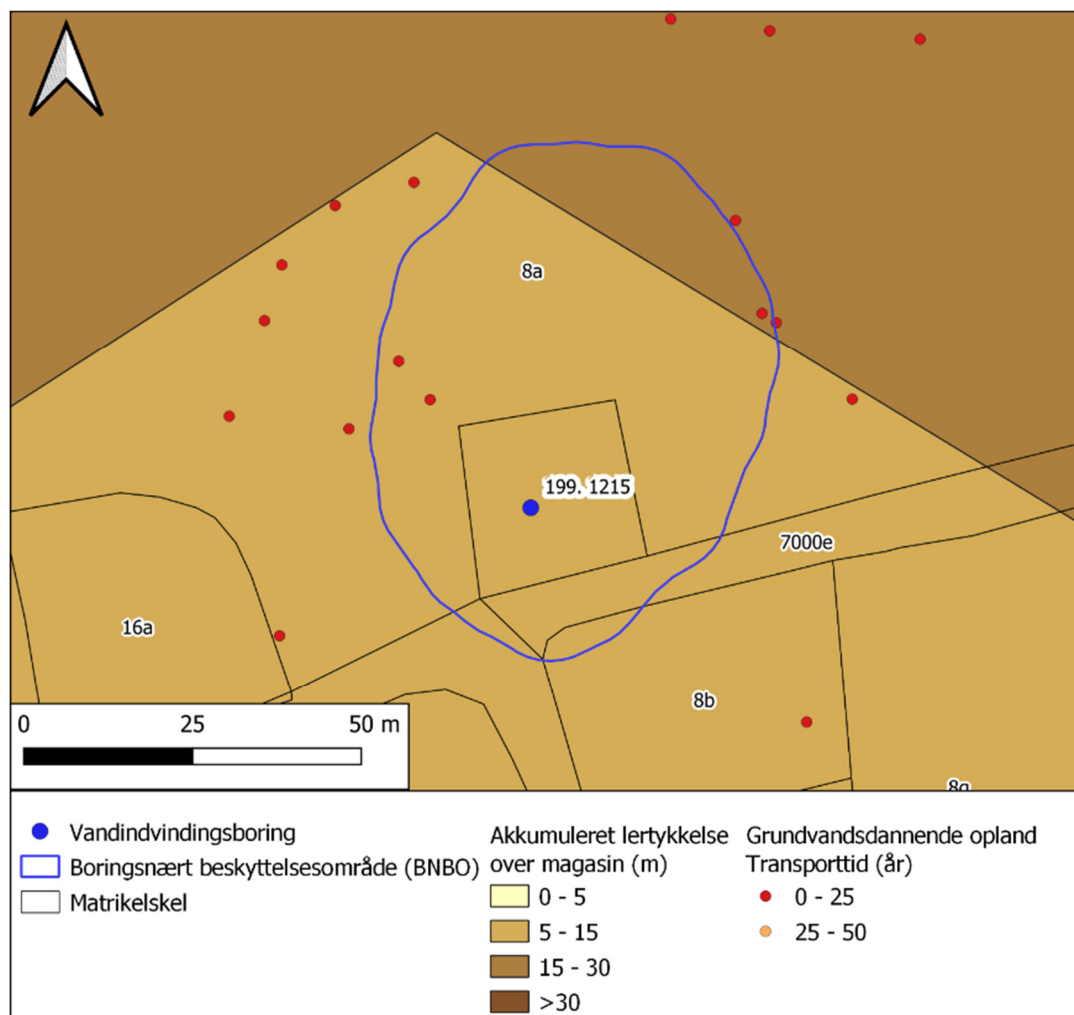 8a
199. 1215
7000e
16a
8b
8q
0 25 50 m
Vandindvindingsboring
Boringsnært beskyttelsesområde (BNBO)
Matrikelskel
Akkumuleret lertykkelse
over magasin (m)
0 - 5
5 - 15
15 - 30
>30
Grundvandsdannende opland
Transporttid (år)
0 - 25
25 - 50